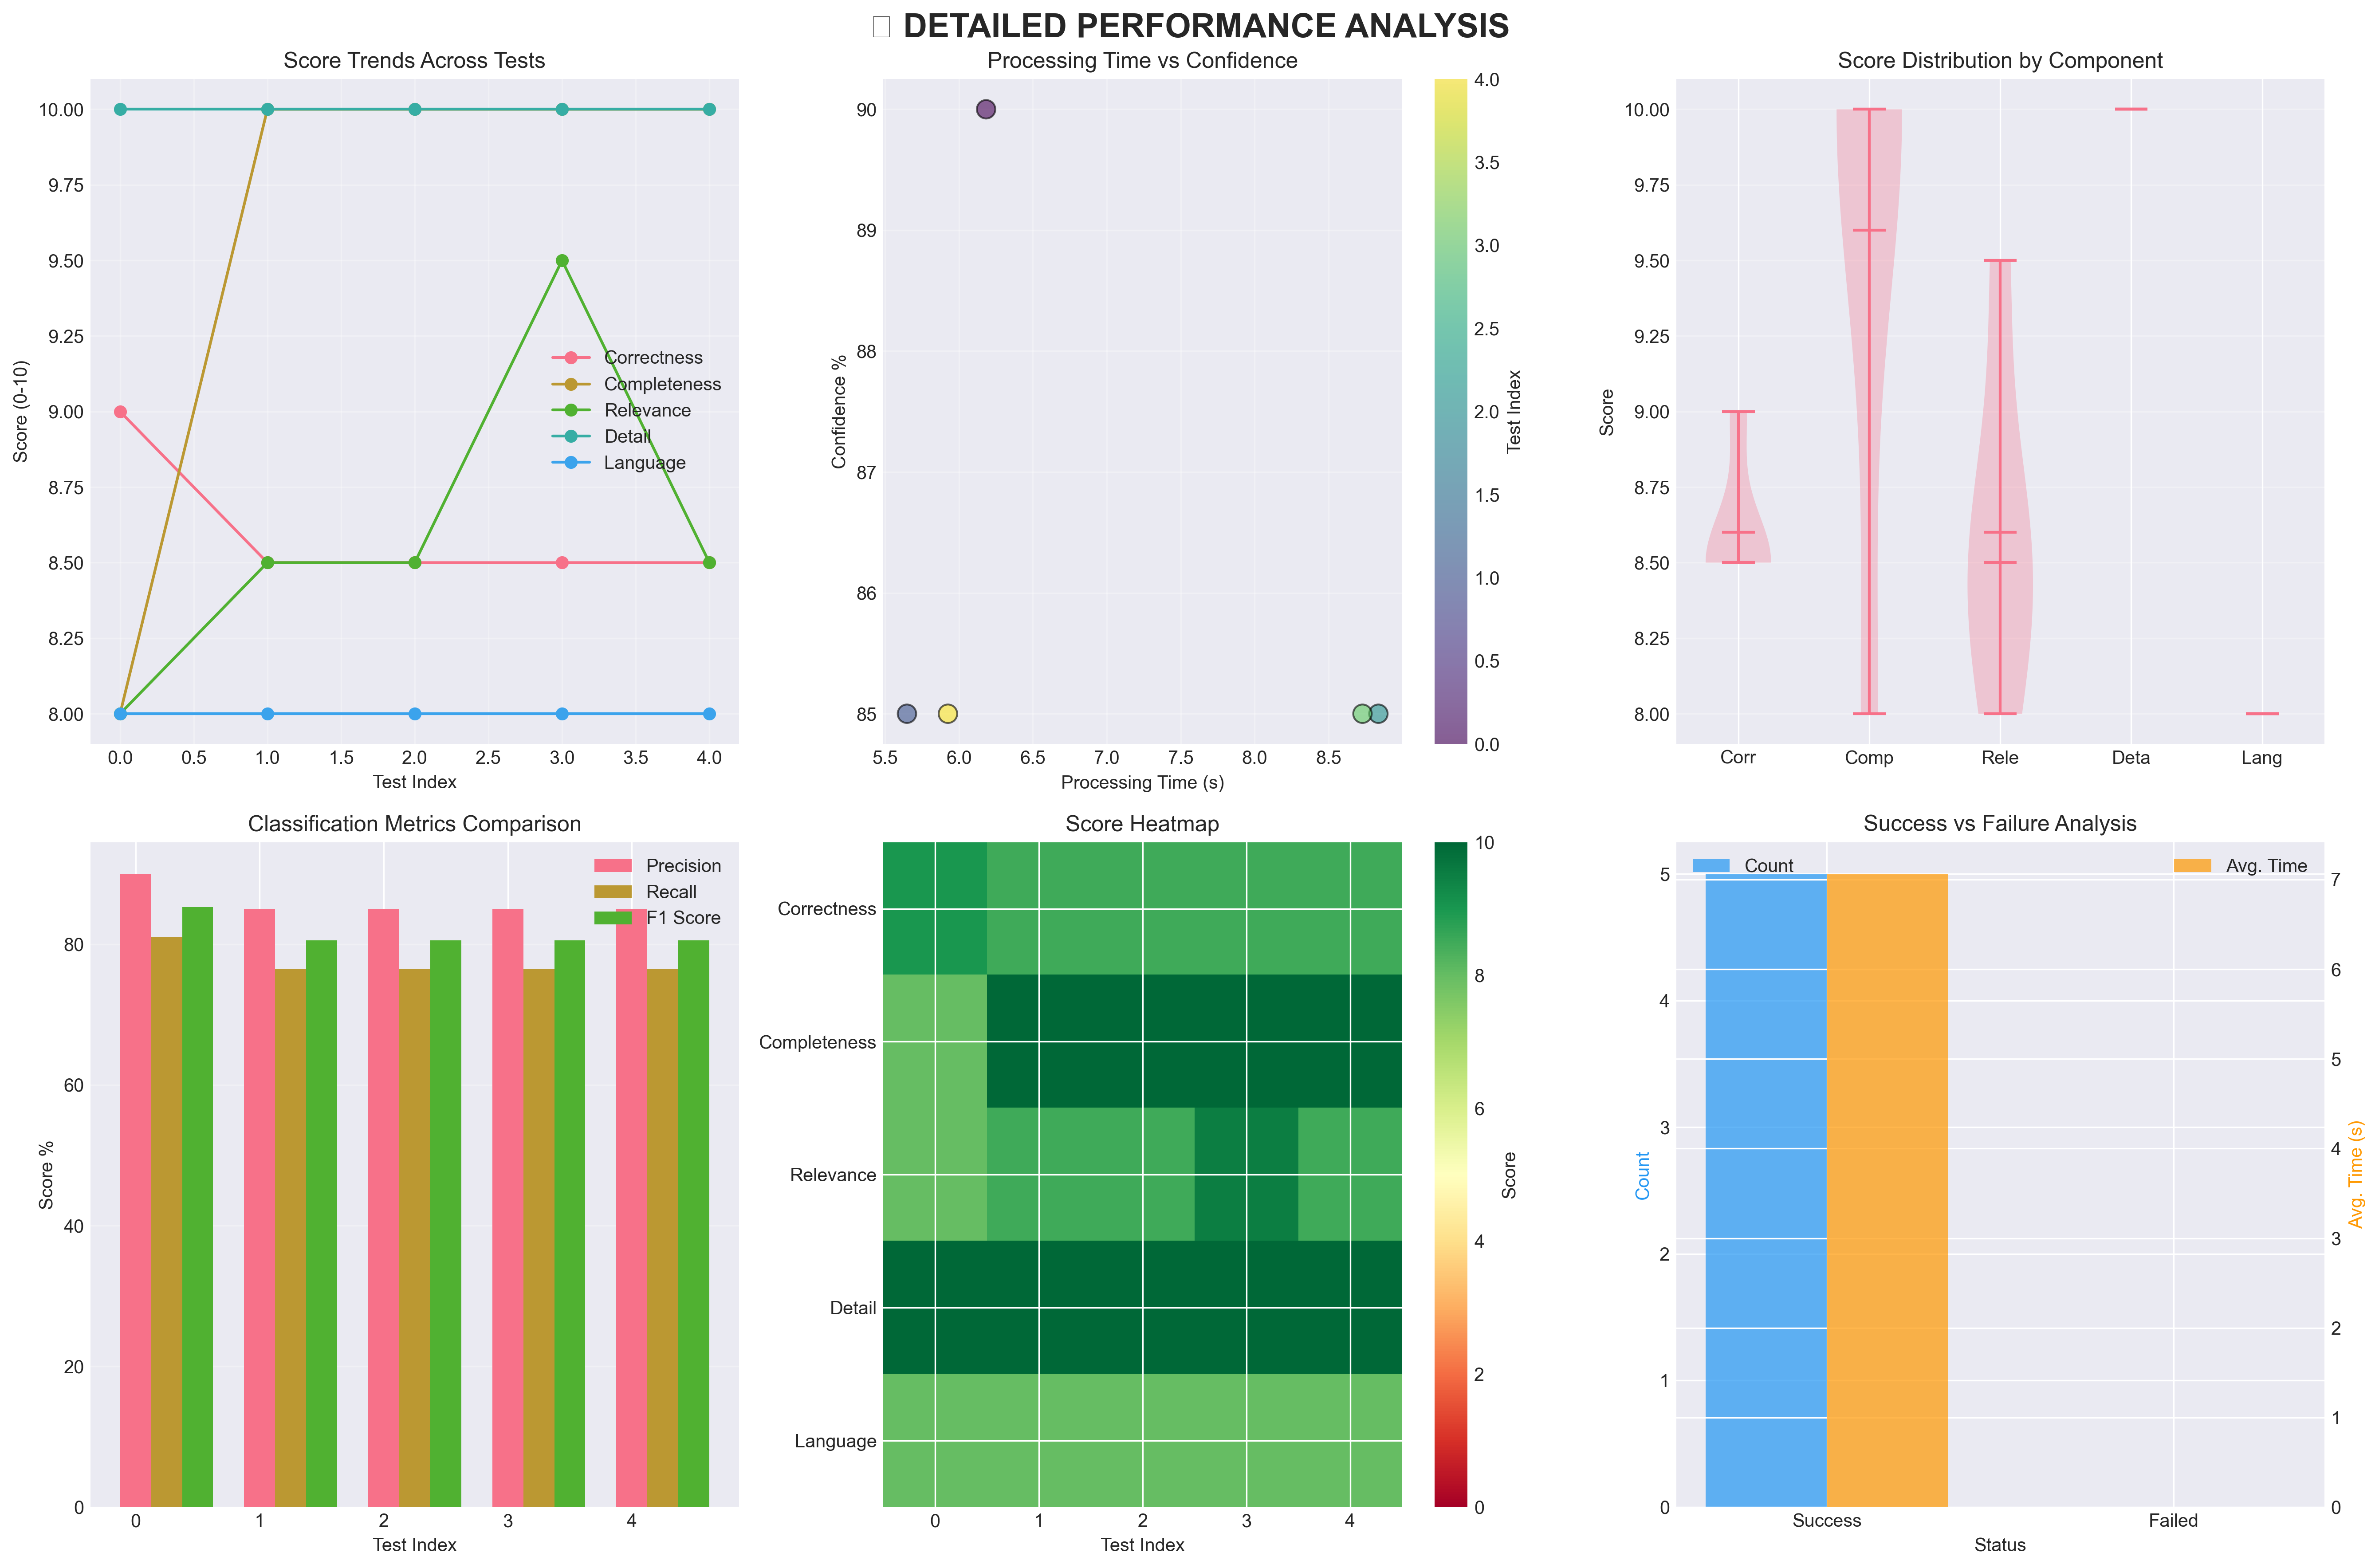 DETAILED PERFORMANCE ANALYSIS
Score Trends Across Tests
10.00
9.75
9.50
9.25
9.00
8.75
8.50
8.25
8.00
Score (0-10)
Correctness
Completeness
Relevance
Detail
Language
0.0 0.5 1.0 1.5 2.0 2.5 3.0 3.5 4.0
Test Index
Processing Time vs Confidence
90
89
88
87
86
85
Confidence %
5.5 6.0 6.5 7.0 7.5 8.0 8.5
Processing Time (s)
4.0
3.5
3.0
2.5
2.0
1.5
1.0
0.5
0.0
Test Index
Score Distribution by Component
10.00
9.75
9.50
9.25
9.00
8.75
8.50
8.25
8.00
Score
Corr Comp Rele Deta Lang
Classification Metrics Comparison
Precision
Recall
F1 Score
80
60
40
20
0
Score %
0 1 2 3 4
Test Index
Score Heatmap
Correctness
Completeness
Relevance
Detail
Language
0 1 2 3 4
Test Index
10
8
6
4
2
0
Score
Success vs Failure Analysis
Count
Avg. Time
5
4
3
2
1
0
Count
7
6
5
4
3
2
1
0
Avg. Time (s)
Success Failed
Status